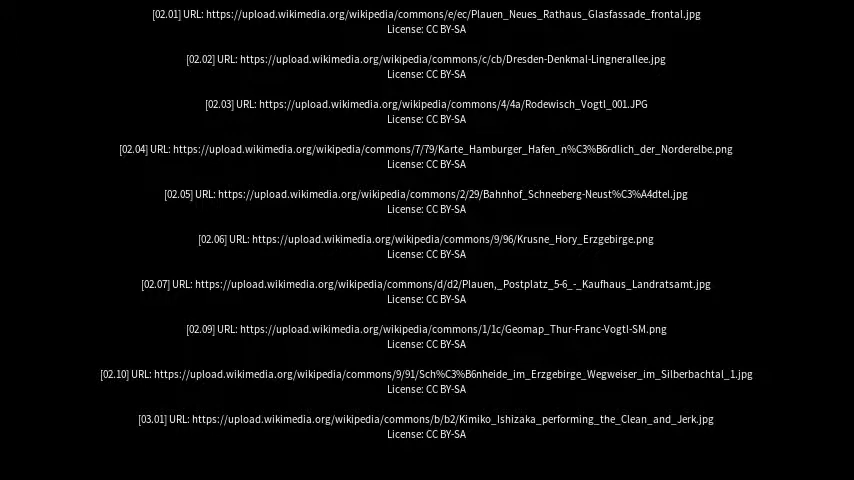 [02.01] URL: https://upload.wikimedia.org/wikipedia/commons/e/ec/Plauen_Neues_Rathaus_Glasfassade_frontal.jpg
License: CC BY-SA
[02.02] URL: https://upload.wikimedia.org/wikipedia/commons/c/cb/Dresden-Denkmal-Lingnerallee.jpg
License: CC BY-SA
[02.03] URL: https://upload.wikimedia.org/wikipedia/commons/4/4a/Rodewisch_Vogtl_001.JPG
License: CC BY-SA
[02.04] URL: https://upload.wikimedia.org/wikipedia/commons/7/79/Karte_Hamburger_Hafen_n%C3%B6rdlich_der_Norderelbe.png
License: CC BY-SA
[02.05] URL: https://upload.wikimedia.org/wikipedia/commons/2/29/Bahnhof_Schneeberg-Neust%C3%A4dtel.jpg
License: CC BY-SA
[02.06] URL: https://upload.wikimedia.org/wikipedia/commons/9/96/Krusne_Hory_Erzgebirge.png
License: CC BY-SA
[02.07] URL: https://upload.wikimedia.org/wikipedia/commons/d/d2/Plauen,_Postplatz_5-6_-_Kaufhaus_Landratsamt.jpg
License: CC BY-SA
[02.09] URL: https://upload.wikimedia.org/wikipedia/commons/1/1c/Geomap_Thur-Franc-Vogtl-SM.png
License: CC BY-SA
[02.10] URL: https://upload.wikimedia.org/wikipedia/commons/9/91/Sch%C3%B6nheide_im_Erzgebirge_Wegweiser_im_Silberbachtal_1.jpg
License: CC BY-SA
[03.01] URL: https://upload.wikimedia.org/wikipedia/commons/b/b2/Kimiko_Ishizaka_performing_the_Clean_and_Jerk.jpg
License: CC BY-SA